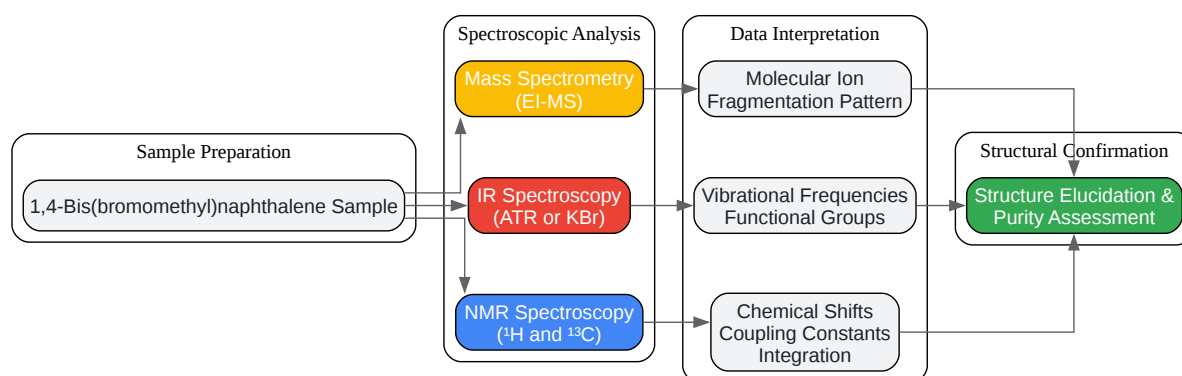 Sample Preparation
1,4-Bis(bromomethyl)naphthalene Sample
Spectroscopic Analysis
Mass Spectrometry
(EI-MS)
IR Spectroscopy
(ATR or KBr)
NMR Spectroscopy
(¹H and ¹³C)
Data Interpretation
Molecular Ion
Fragmentation Pattern
Vibrational Frequencies
Functional Groups
Chemical Shifts
Coupling Constants
Integration
Structural Confirmation
Structure Elucidation &
Purity Assessment